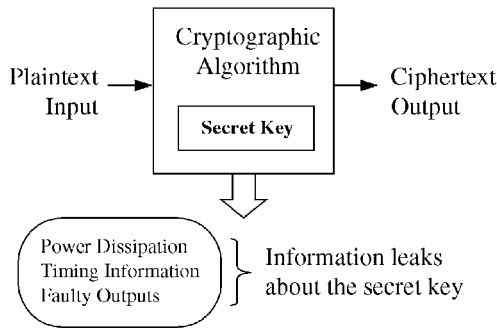 Cryptographic
Algorithm
Plaintext
Input
Secret Key
Ciphertext
Output
Power Dissipation
Timing Information
Faulty Outputs
Information leaks
about the secret key